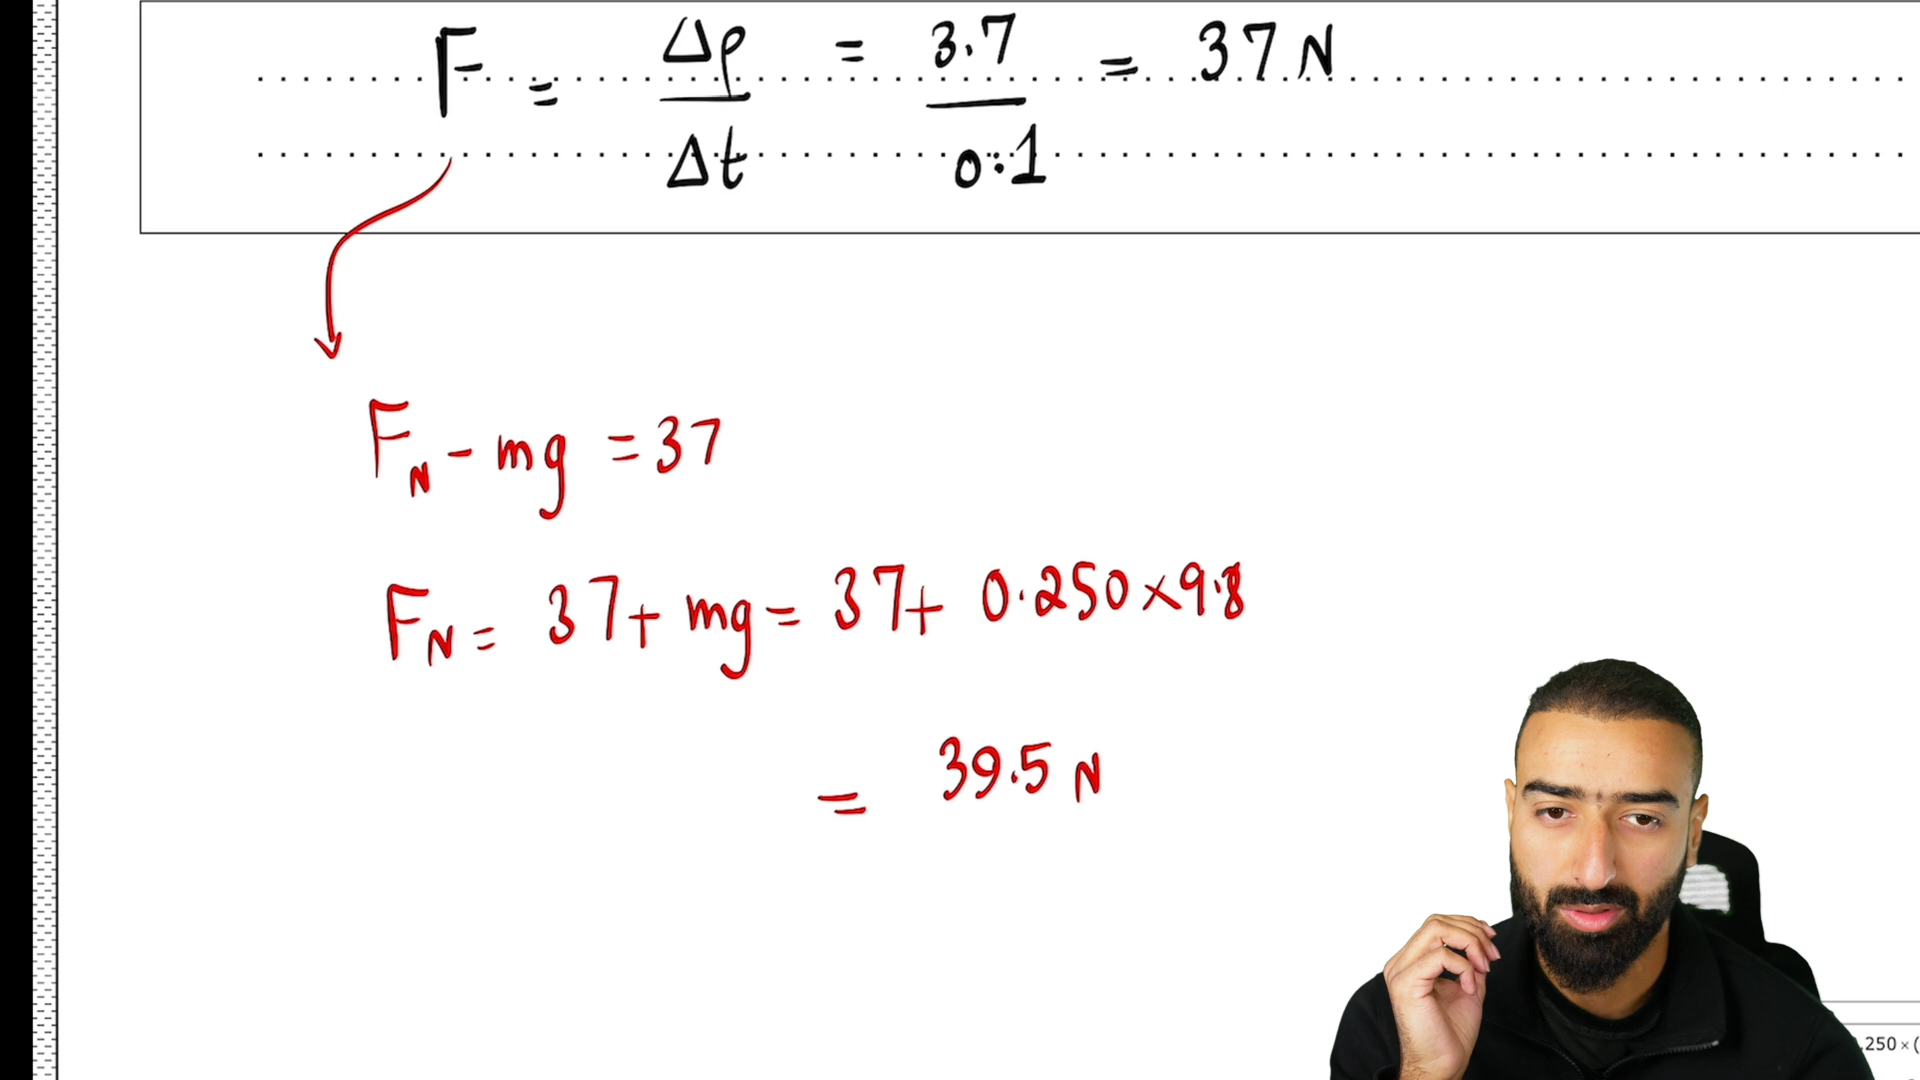 F = Δp/Δt = 3.7/0.1 = 37 N
F_N - mg = 37
F_N = 37 + mg = 37 + 0.250 × 9.8
= 39.5 N
.250 × (